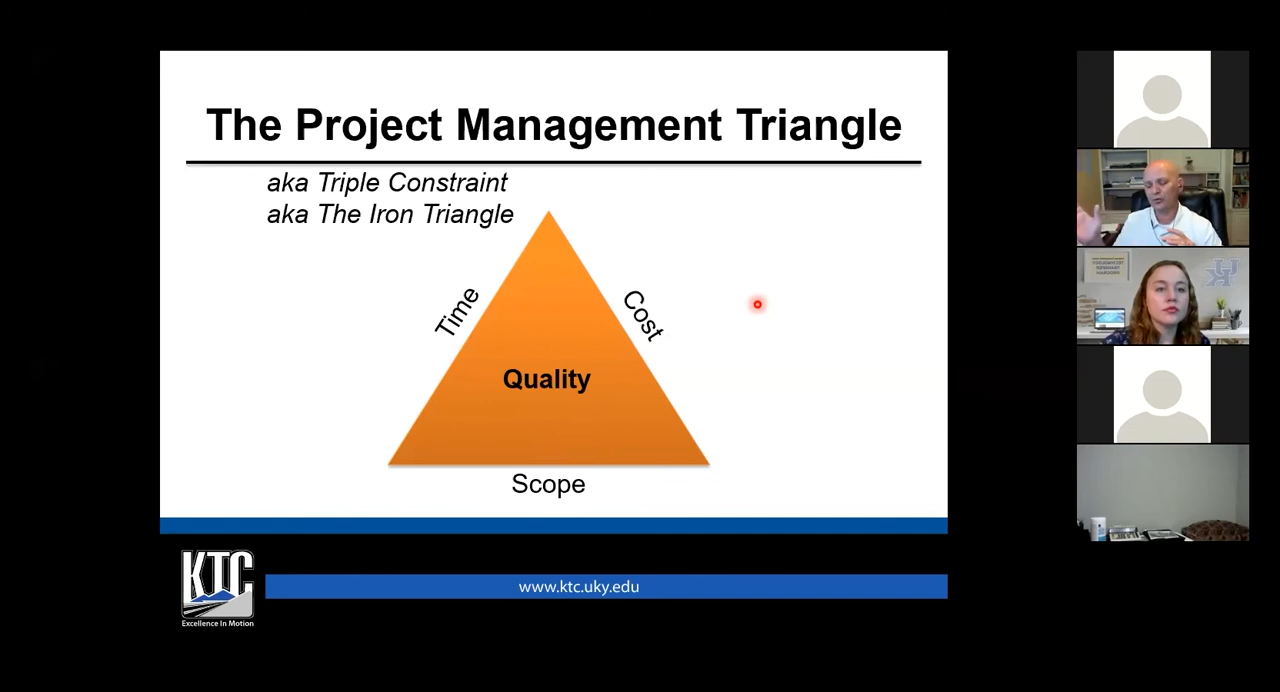 The Project Management Triangle
aka Triple Constraint
aka The Iron Triangle
Time
Cost
Quality
Scope
KTC
Excellence In Motion
www.ktc.uky.edu
UK